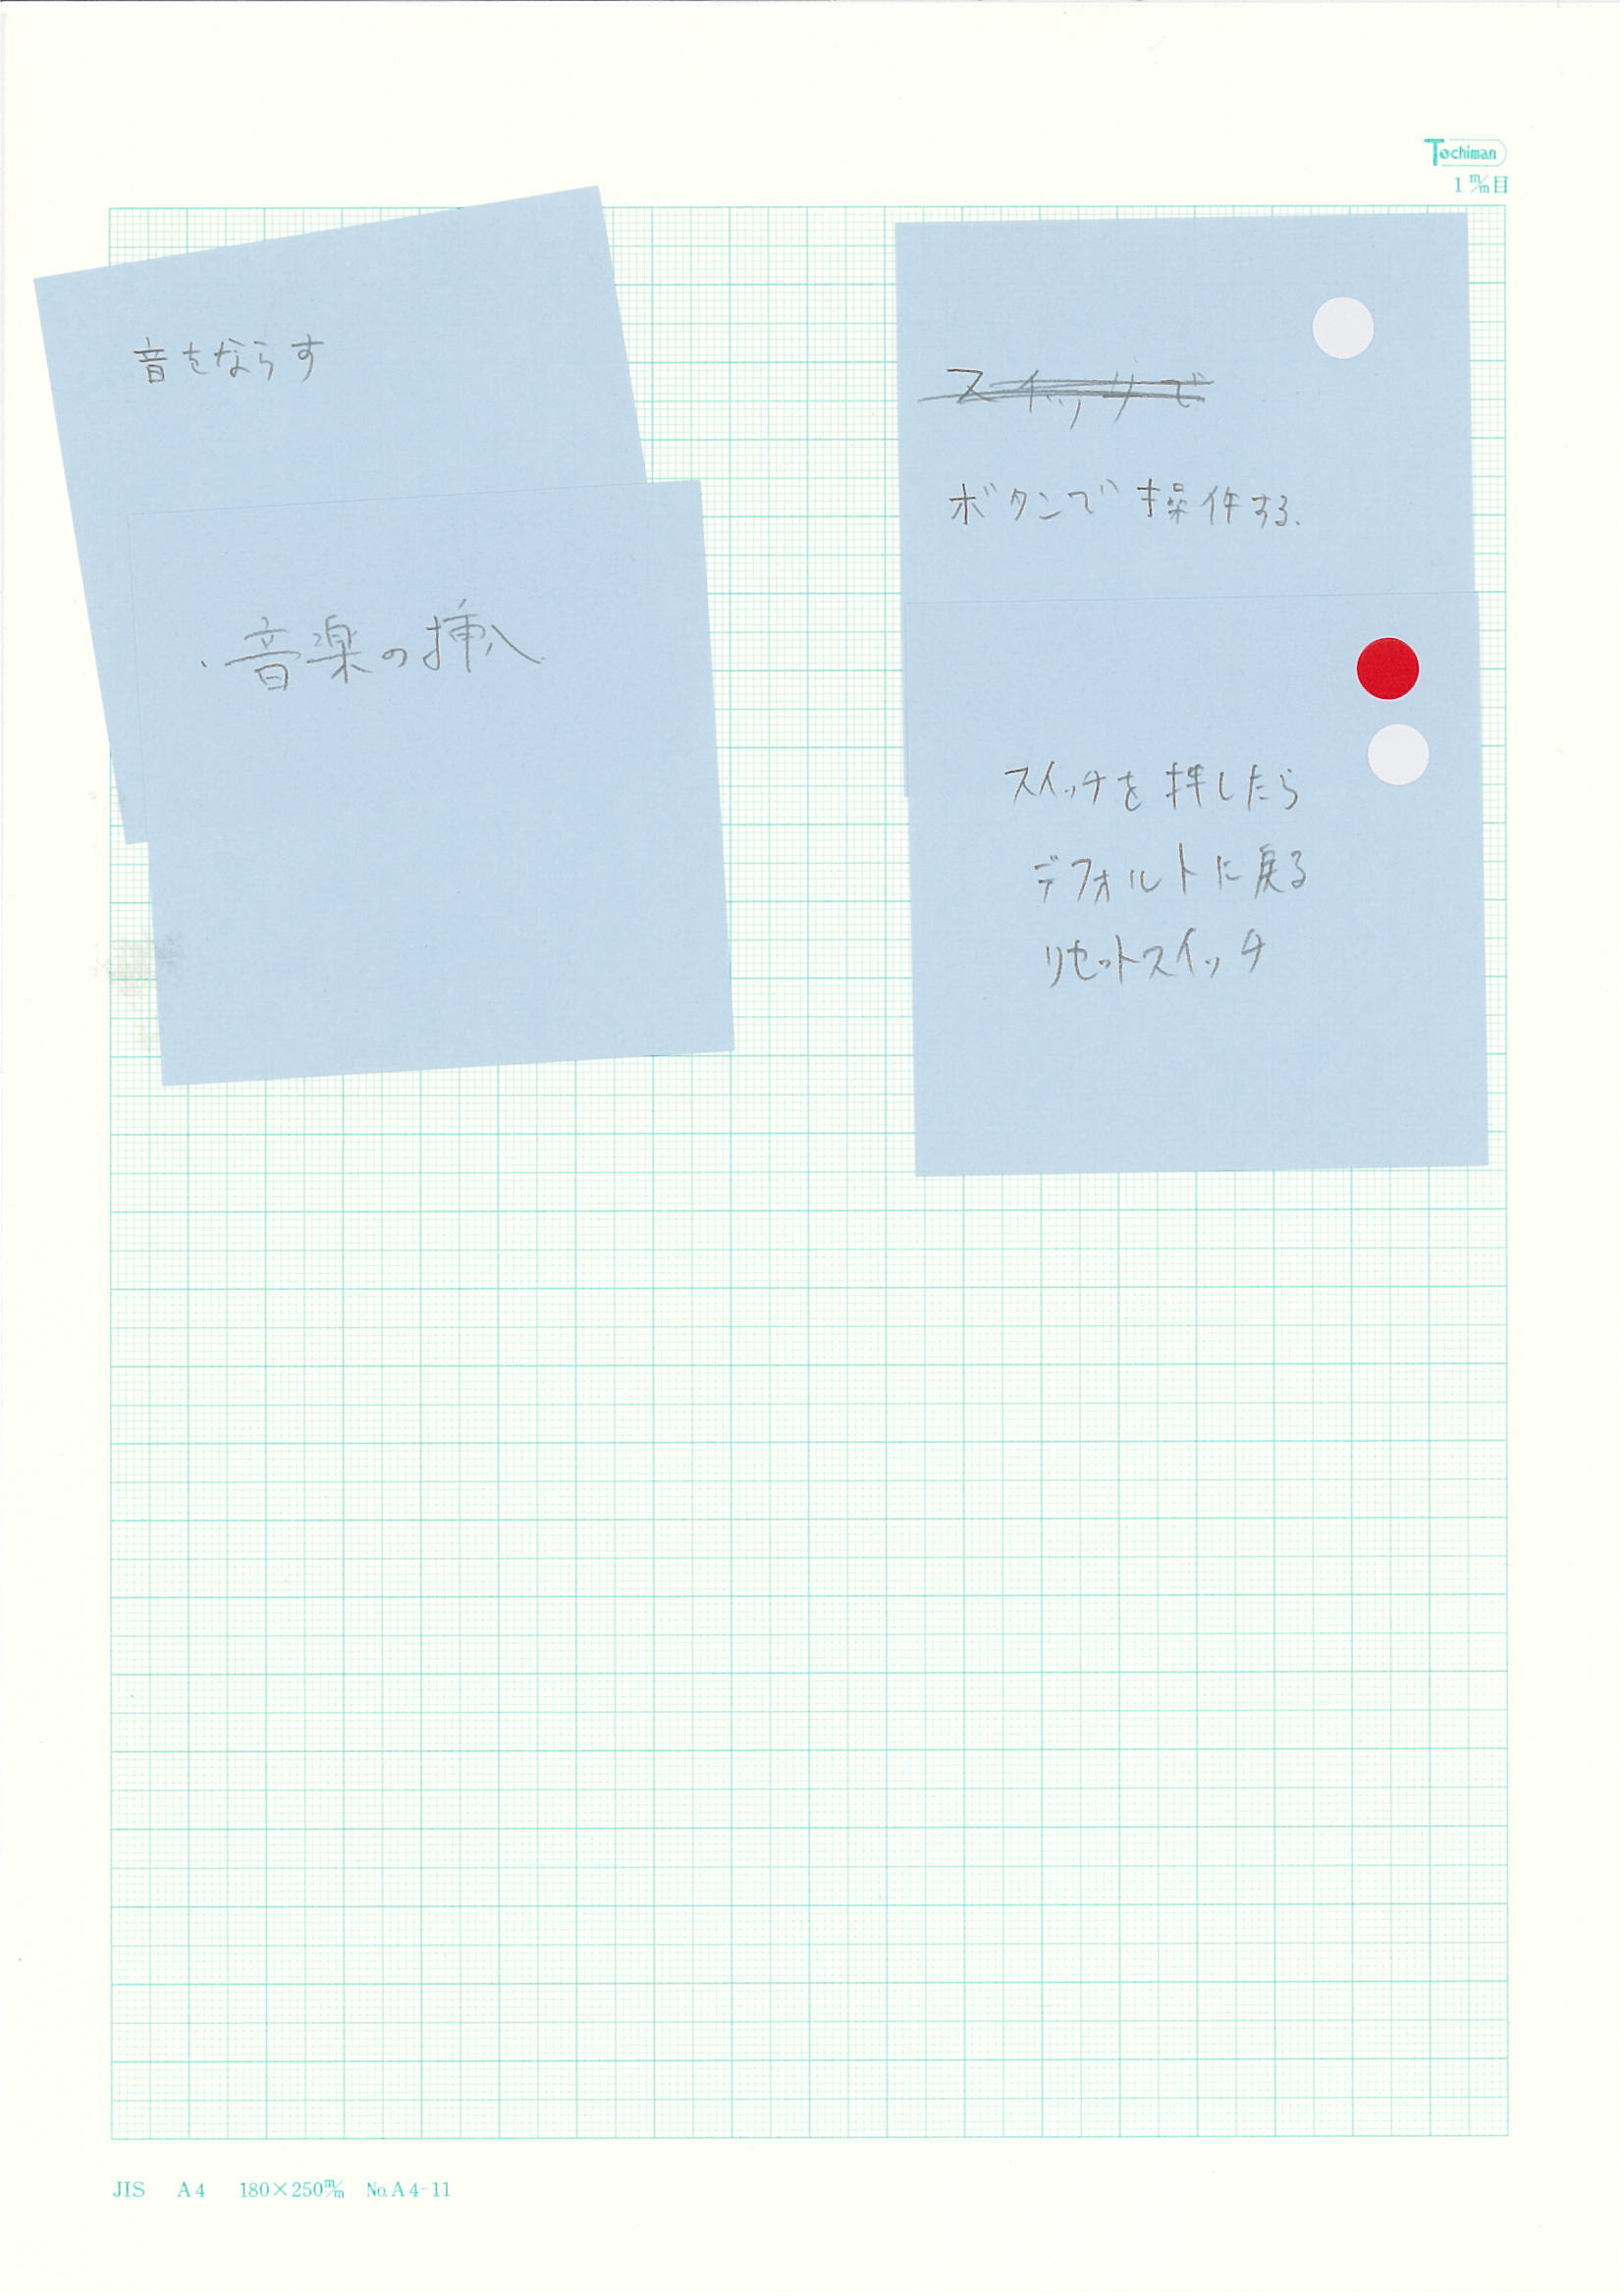 Tochiman
1 m/m目
音をならす
・音楽の挿入
スイッチで
ボタンで操作する、
スイッチを押したら
デフォルトに戻る
リセットスイッチ
JIS A4 180×250m/m No.A4-11